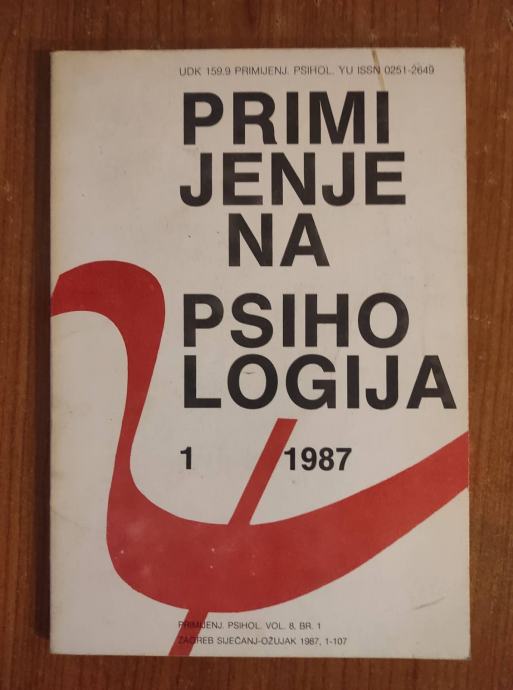 UDK 159.9 PRIMIJENJ. PSIHOL. YU ISSN 0251-2649
PRIMI
JENJE
NA
PSIHO
LOGIJA
1 1987
PRIMIJENJ. PSIHOL. VOL. 8, BR. 1
ZAGREB SIJEČANJ-OŽUJAK 1987, 1-107